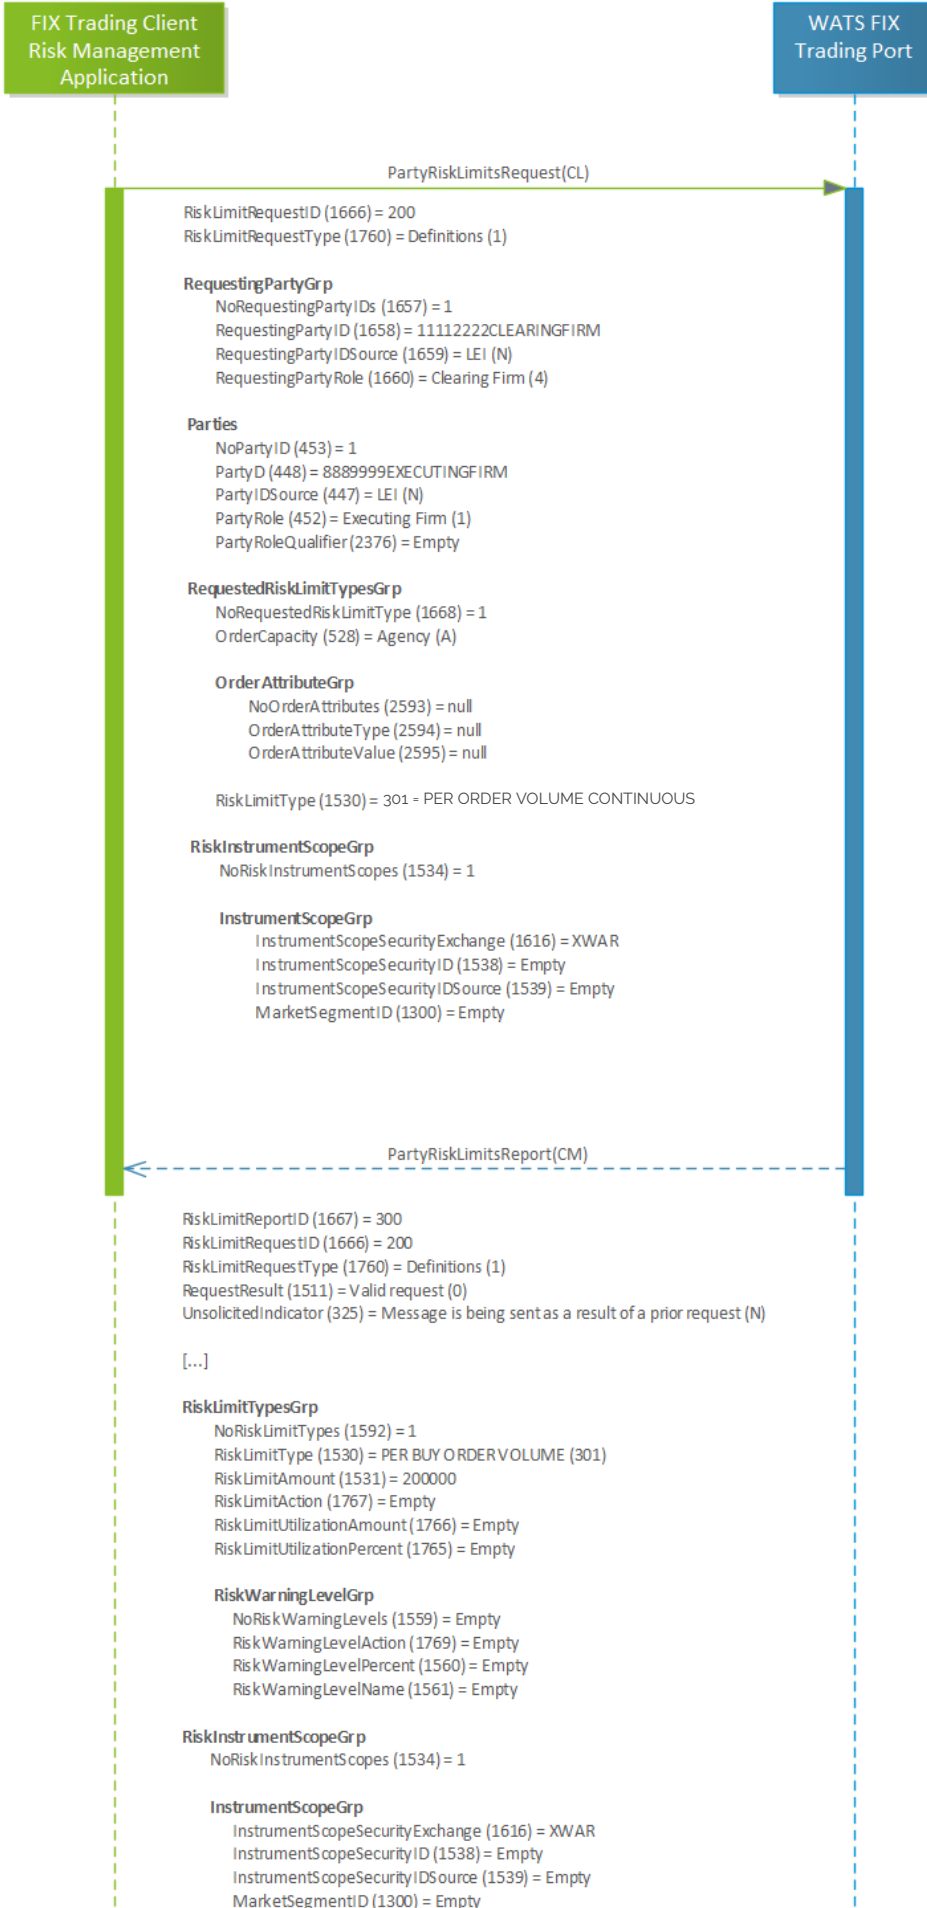 FIX Trading Client
Risk Management
Application
WATS FIX
Trading Port
PartyRiskLimitsRequest(CL)
RiskLimitRequestID (1666) = 200
RiskLimitRequestType (1760) = Definitions (1)
RequestingPartyGrp
NoRequestingPartyIDs (1657) = 1
RequestingPartyID (1658) = 11112222CLEARINGFIRM
RequestingPartyIDSource (1659) = LEI (N)
RequestingPartyRole (1660) = Clearing Firm (4)
Parties
NoPartyID (453) = 1
PartyD (448) = 8889999EXECUTINGFIRM
PartyIDSource (447) = LEI (N)
PartyRole (452) = Executing Firm (1)
PartyRoleQualifier (2376) = Empty
RequestedRiskLimitTypesGrp
NoRequestedRiskLimitType (1668) = 1
OrderCapacity (528) = Agency (A)
OrderAttributeGrp
NoOrderAttributes (2593) = null
OrderAttributeType (2594) = null
OrderAttributeValue (2595) = null
RiskLimitType (1530) = 301 = PER ORDER VOLUME CONTINUOUS
RiskInstrumentScopeGrp
NoRiskInstrumentScopes (1534) = 1
InstrumentScopeGrp
InstrumentScopeSecurityExchange (1616) = XWAR
InstrumentScopeSecurityID (1538) = Empty
InstrumentScopeSecurityIDSource (1539) = Empty
MarketSegmentID (1300) = Empty
PartyRiskLimitsReport(CM)
RiskLimitReportID (1667) = 300
RiskLimitRequestID (1666) = 200
RiskLimitRequestType (1760) = Definitions (1)
RequestResult (1511) = Valid request (0)
UnsolicitedIndicator (325) = Message is being sent as a result of a prior request (N)
[...]
RiskLimitTypesGrp
NoRiskLimitTypes (1592) = 1
RiskLimitType (1530) = PER BUY ORDER VOLUME (301)
RiskLimitAmount (1531) = 200000
RiskLimitAction (1767) = Empty
RiskLimitUtilizationAmount (1766) = Empty
RiskLimitUtilizationPercent (1765) = Empty
RiskWarningLevelGrp
NoRiskWarningLevels (1559) = Empty
RiskWarningLevelAction (1769) = Empty
RiskWarningLevelPercent (1560) = Empty
RiskWarningLevelName (1561) = Empty
RiskInstrumentScopeGrp
NoRiskInstrumentScopes (1534) = 1
InstrumentScopeGrp
InstrumentScopeSecurityExchange (1616) = XWAR
InstrumentScopeSecurityID (1538) = Empty
InstrumentScopeSecurityIDSource (1539) = Empty
MarketSegmentID (1300) = Empty